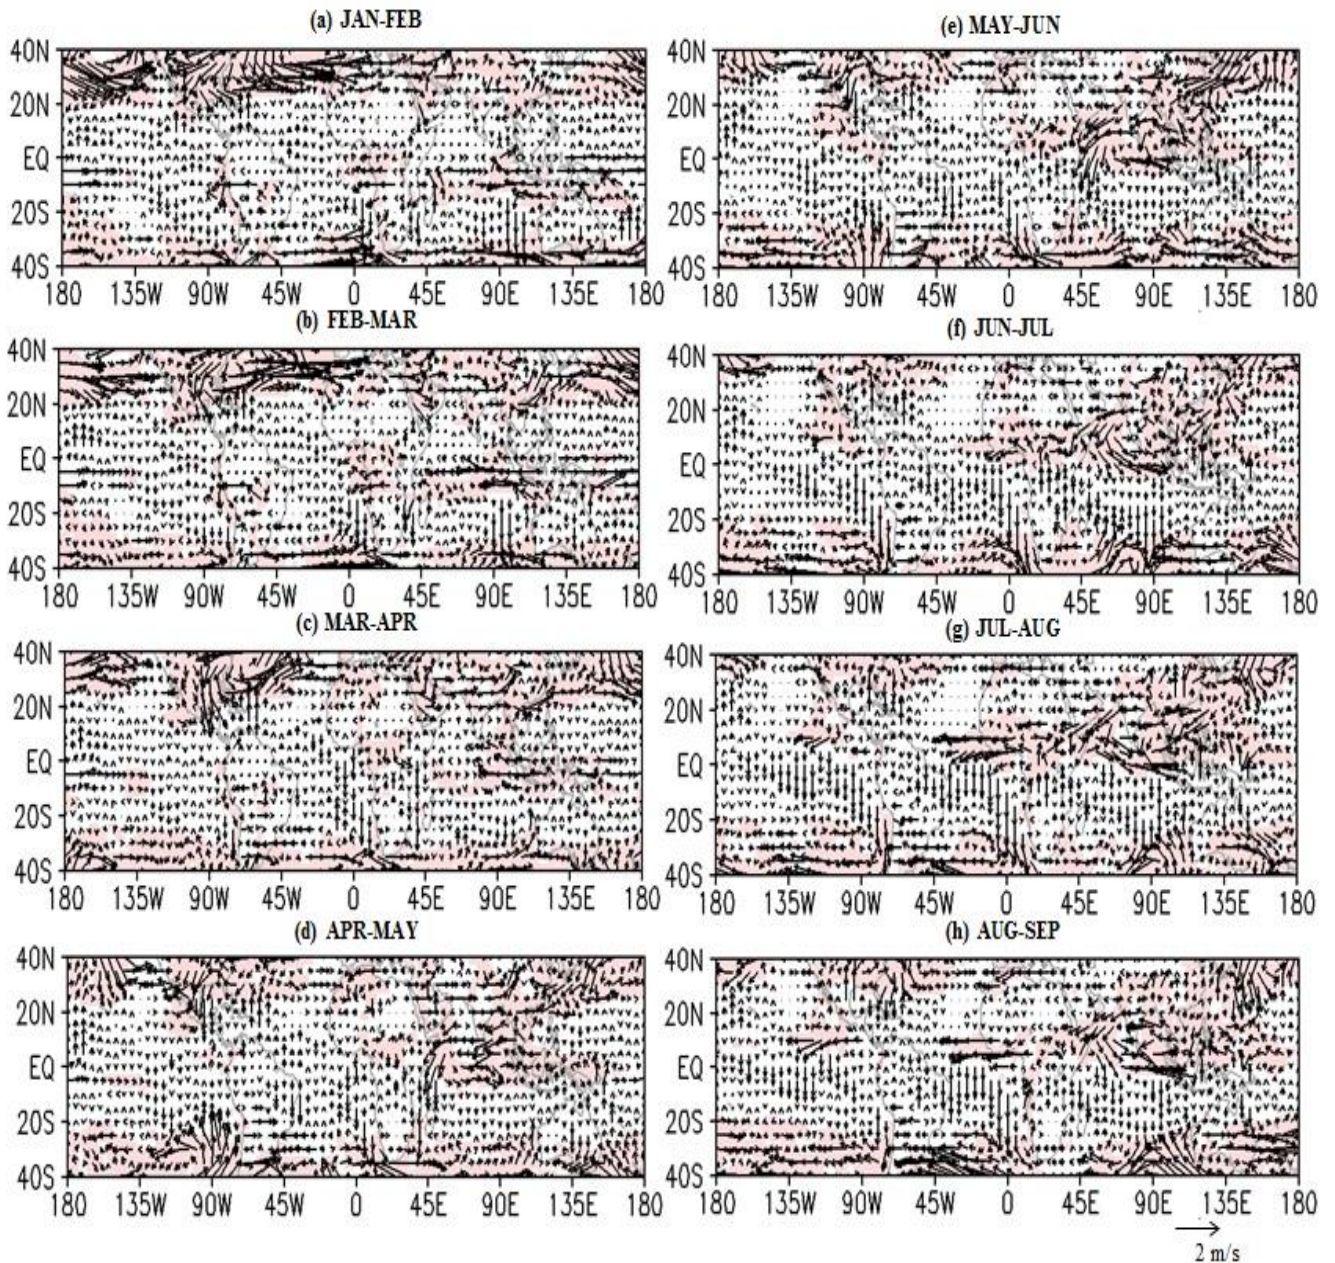 (a) JAN-FEB
40N
20N
EQ
20S
40S
180 135W 90W 45W 0 45E 90E 135E 180
(b) FEB-MAR
40N
20N
EQ
20S
40S
180 135W 90W 45W 0 45E 90E 135E 180
(c) MAR-APR
40N
20N
EQ
20S
40S
180 135W 90W 45W 0 45E 90E 135E 180
(d) APR-MAY
40N
20N
EQ
20S
40S
180 135W 90W 45W 0 45E 90E 135E 180
(e) MAY-JUN
40N
20N
EQ
20S
40S
180 135W 90W 45W 0 45E 90E 135E 180
(f) JUN-JUL
40N
20N
EQ
20S
40S
180 135W 90W 45W 0 45E 90E 135E 180
(g) JUL-AUG
40N
20N
EQ
20S
40S
180 135W 90W 45W 0 45E 90E 135E 180
(h) AUG-SEP
40N
20N
EQ
20S
40S
180 135W 90W 45W 0 45E 90E 135E 180
2 m/s